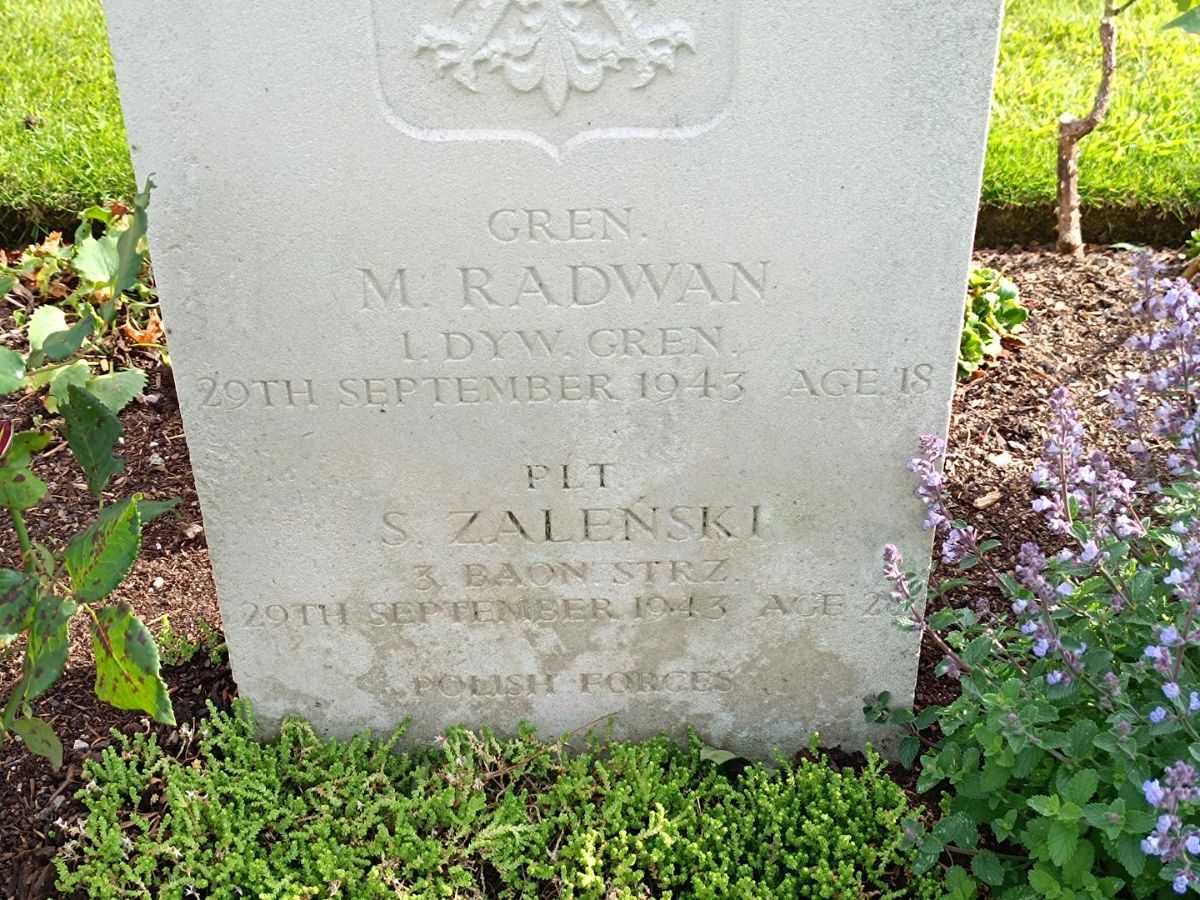 GREN.
M. RADWAN
1. DYW. GREN
29TH SEPTEMBER 1943 AGE 18
PLT
S. ZALEŃSKI
3. BAON STRZ.
29TH SEPTEMBER 1943 AGE
POLISH FORCES